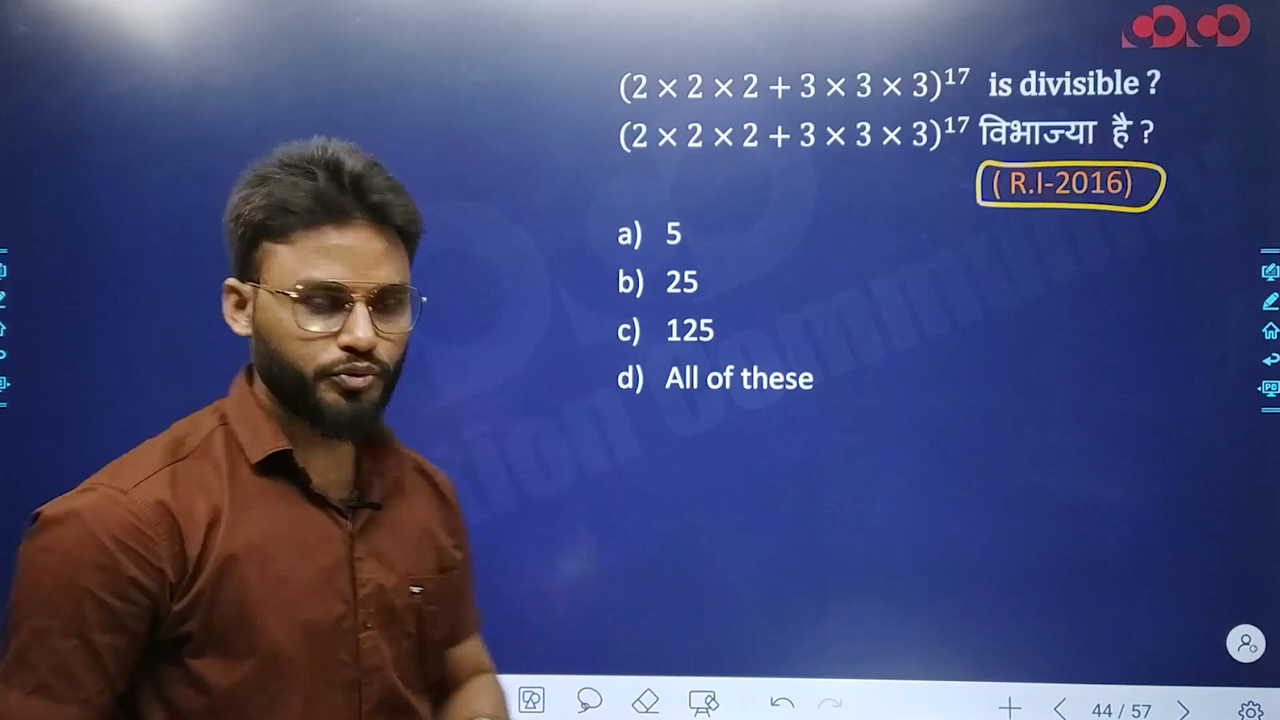 (2 × 2 × 2 + 3 × 3 × 3)¹⁷ is divisible ?
(2 × 2 × 2 + 3 × 3 × 3)¹⁷ विभाज्या है ?
( R.I-2016)
a) 5
b) 25
c) 125
d) All of these
44 / 57